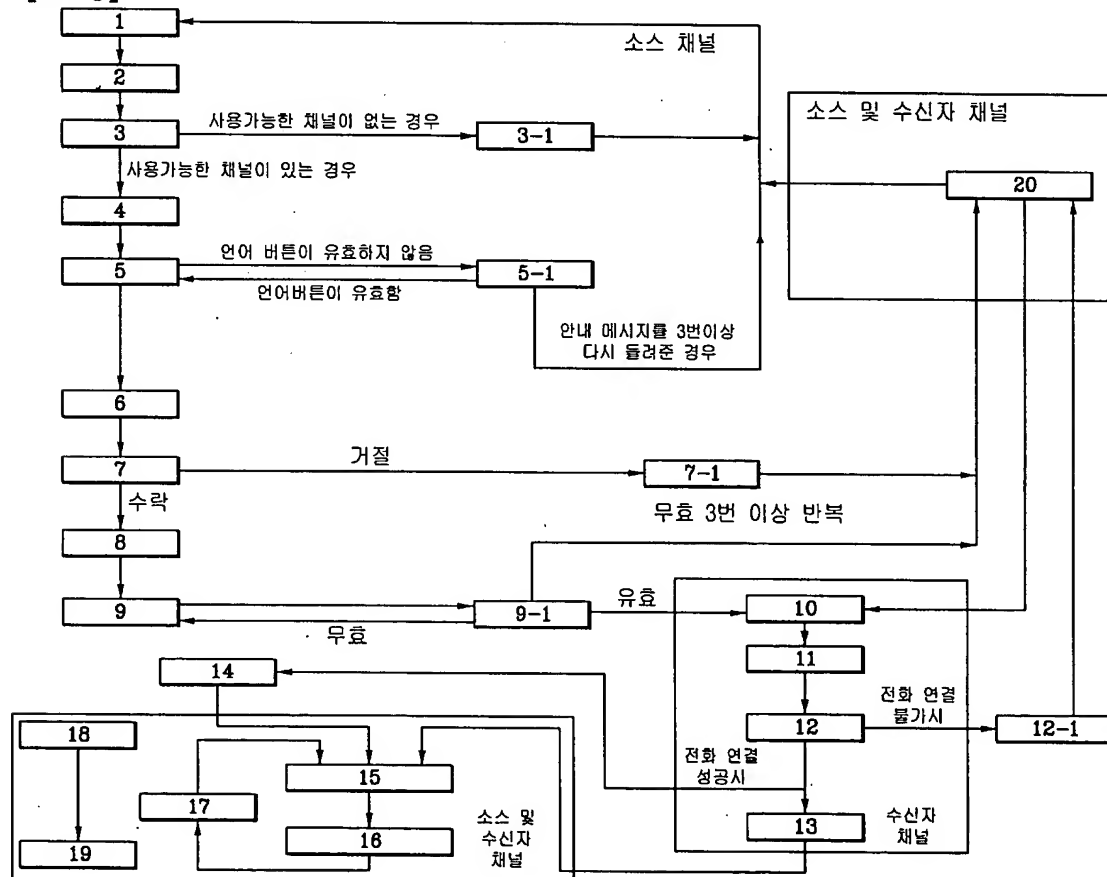 1
소스 채널
2
소스 및 수신자 채널
3
사용가능한 채널이 없는 경우
3-1
사용가능한 채널이 있는 경우
20
4
5
언어 버튼이 유효하지 않음
5-1
언어버튼이 유효함
안내 메시지를 3번이상
다시 들려준 경우
6
7
거절
7-1
수락
무효 3번 이상 반복
8
9
무효
9-1
유효
10
11
14
12
전화 연결
불가시
12-1
전화 연결
성공시
18
15
17
13
수신자
채널
16
19
소스 및
수신자
채널